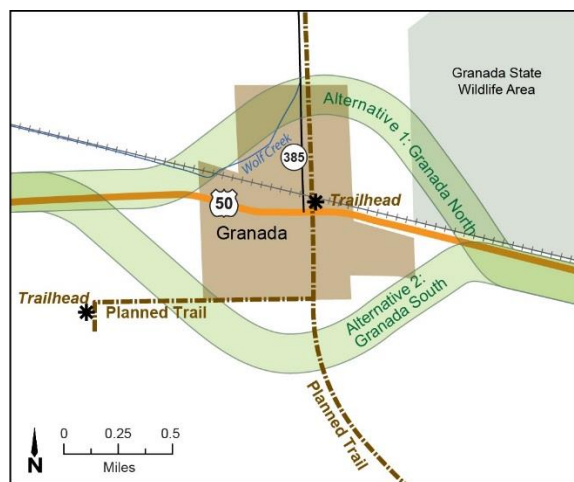 Granada State
Wildlife Area
Alternative 1: Granada North
Wolf Creek
385
Trailhead
50
Granada
Trailhead
Planned Trail
Alternative 2:
Granada South
Planned Trail
N
0 0.25 0.5
Miles